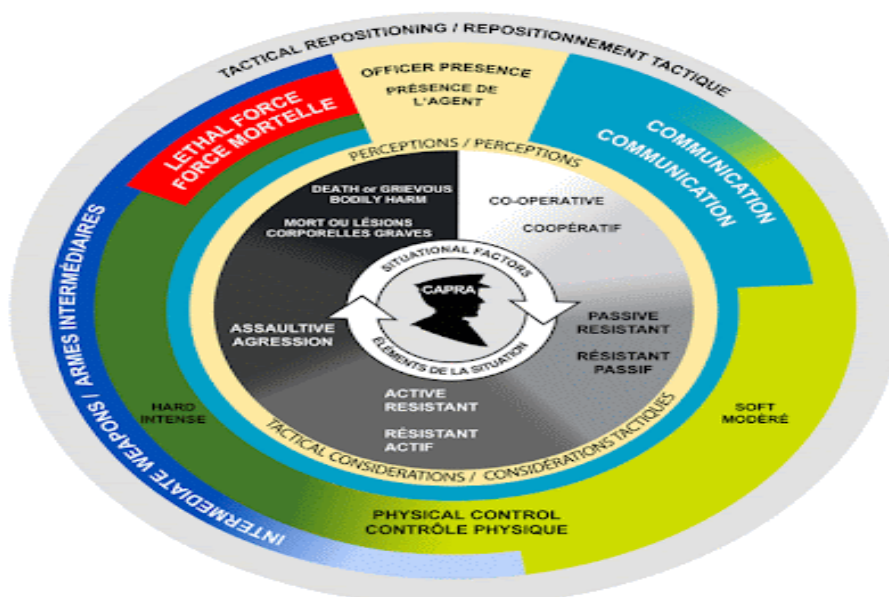 TACTICAL REPOSITIONING / REPOSITIONNEMENT TACTIQUE
OFFICER PRESENCE
PRÉSENCE DE
L'AGENT
COMMUNICATION
COMMUNICATION
LETHAL FORCE
FORCE MORTELLE
PERCEPTIONS / PERCEPTIONS
DEATH or GRIEVOUS
BODILY HARM
MORT OU LÉSIONS
CORPORELLES GRAVES
CO-OPERATIVE
COOPÉRATIF
SITUATIONAL FACTORS
CAPRA
ÉLÉMENTS DE LA SITUATION
ASSAULTIVE
AGRESSION
PASSIVE
RESISTANT
RÉSISTANT
PASSIF
ACTIVE
RESISTANT
RÉSISTANT
ACTIF
TACTICAL CONSIDERATIONS / CONSIDÉRATIONS TACTIQUES
HARD
INTENSE
SOFT
MODÉRÉ
INTERMEDIATE WEAPONS / ARMES INTERMÉDIAIRES
PHYSICAL CONTROL
CONTRÔLE PHYSIQUE